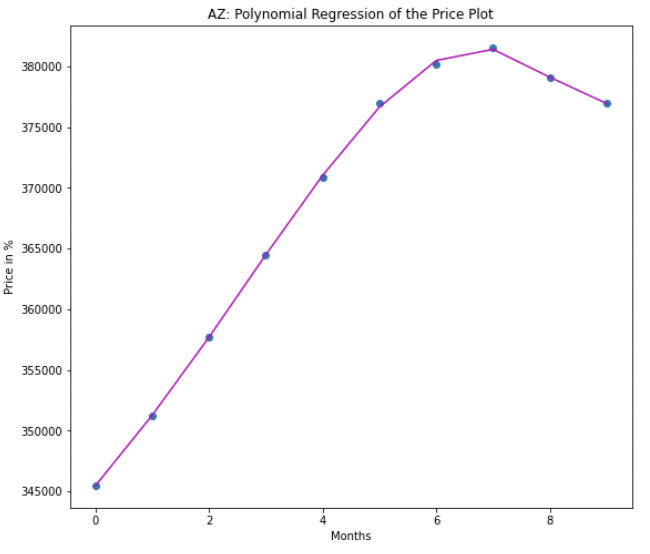 AZ: Polynomial Regression of the Price Plot
380000
375000
370000
365000
360000
355000
350000
345000
Price in %
0 2 4 6 8
Months